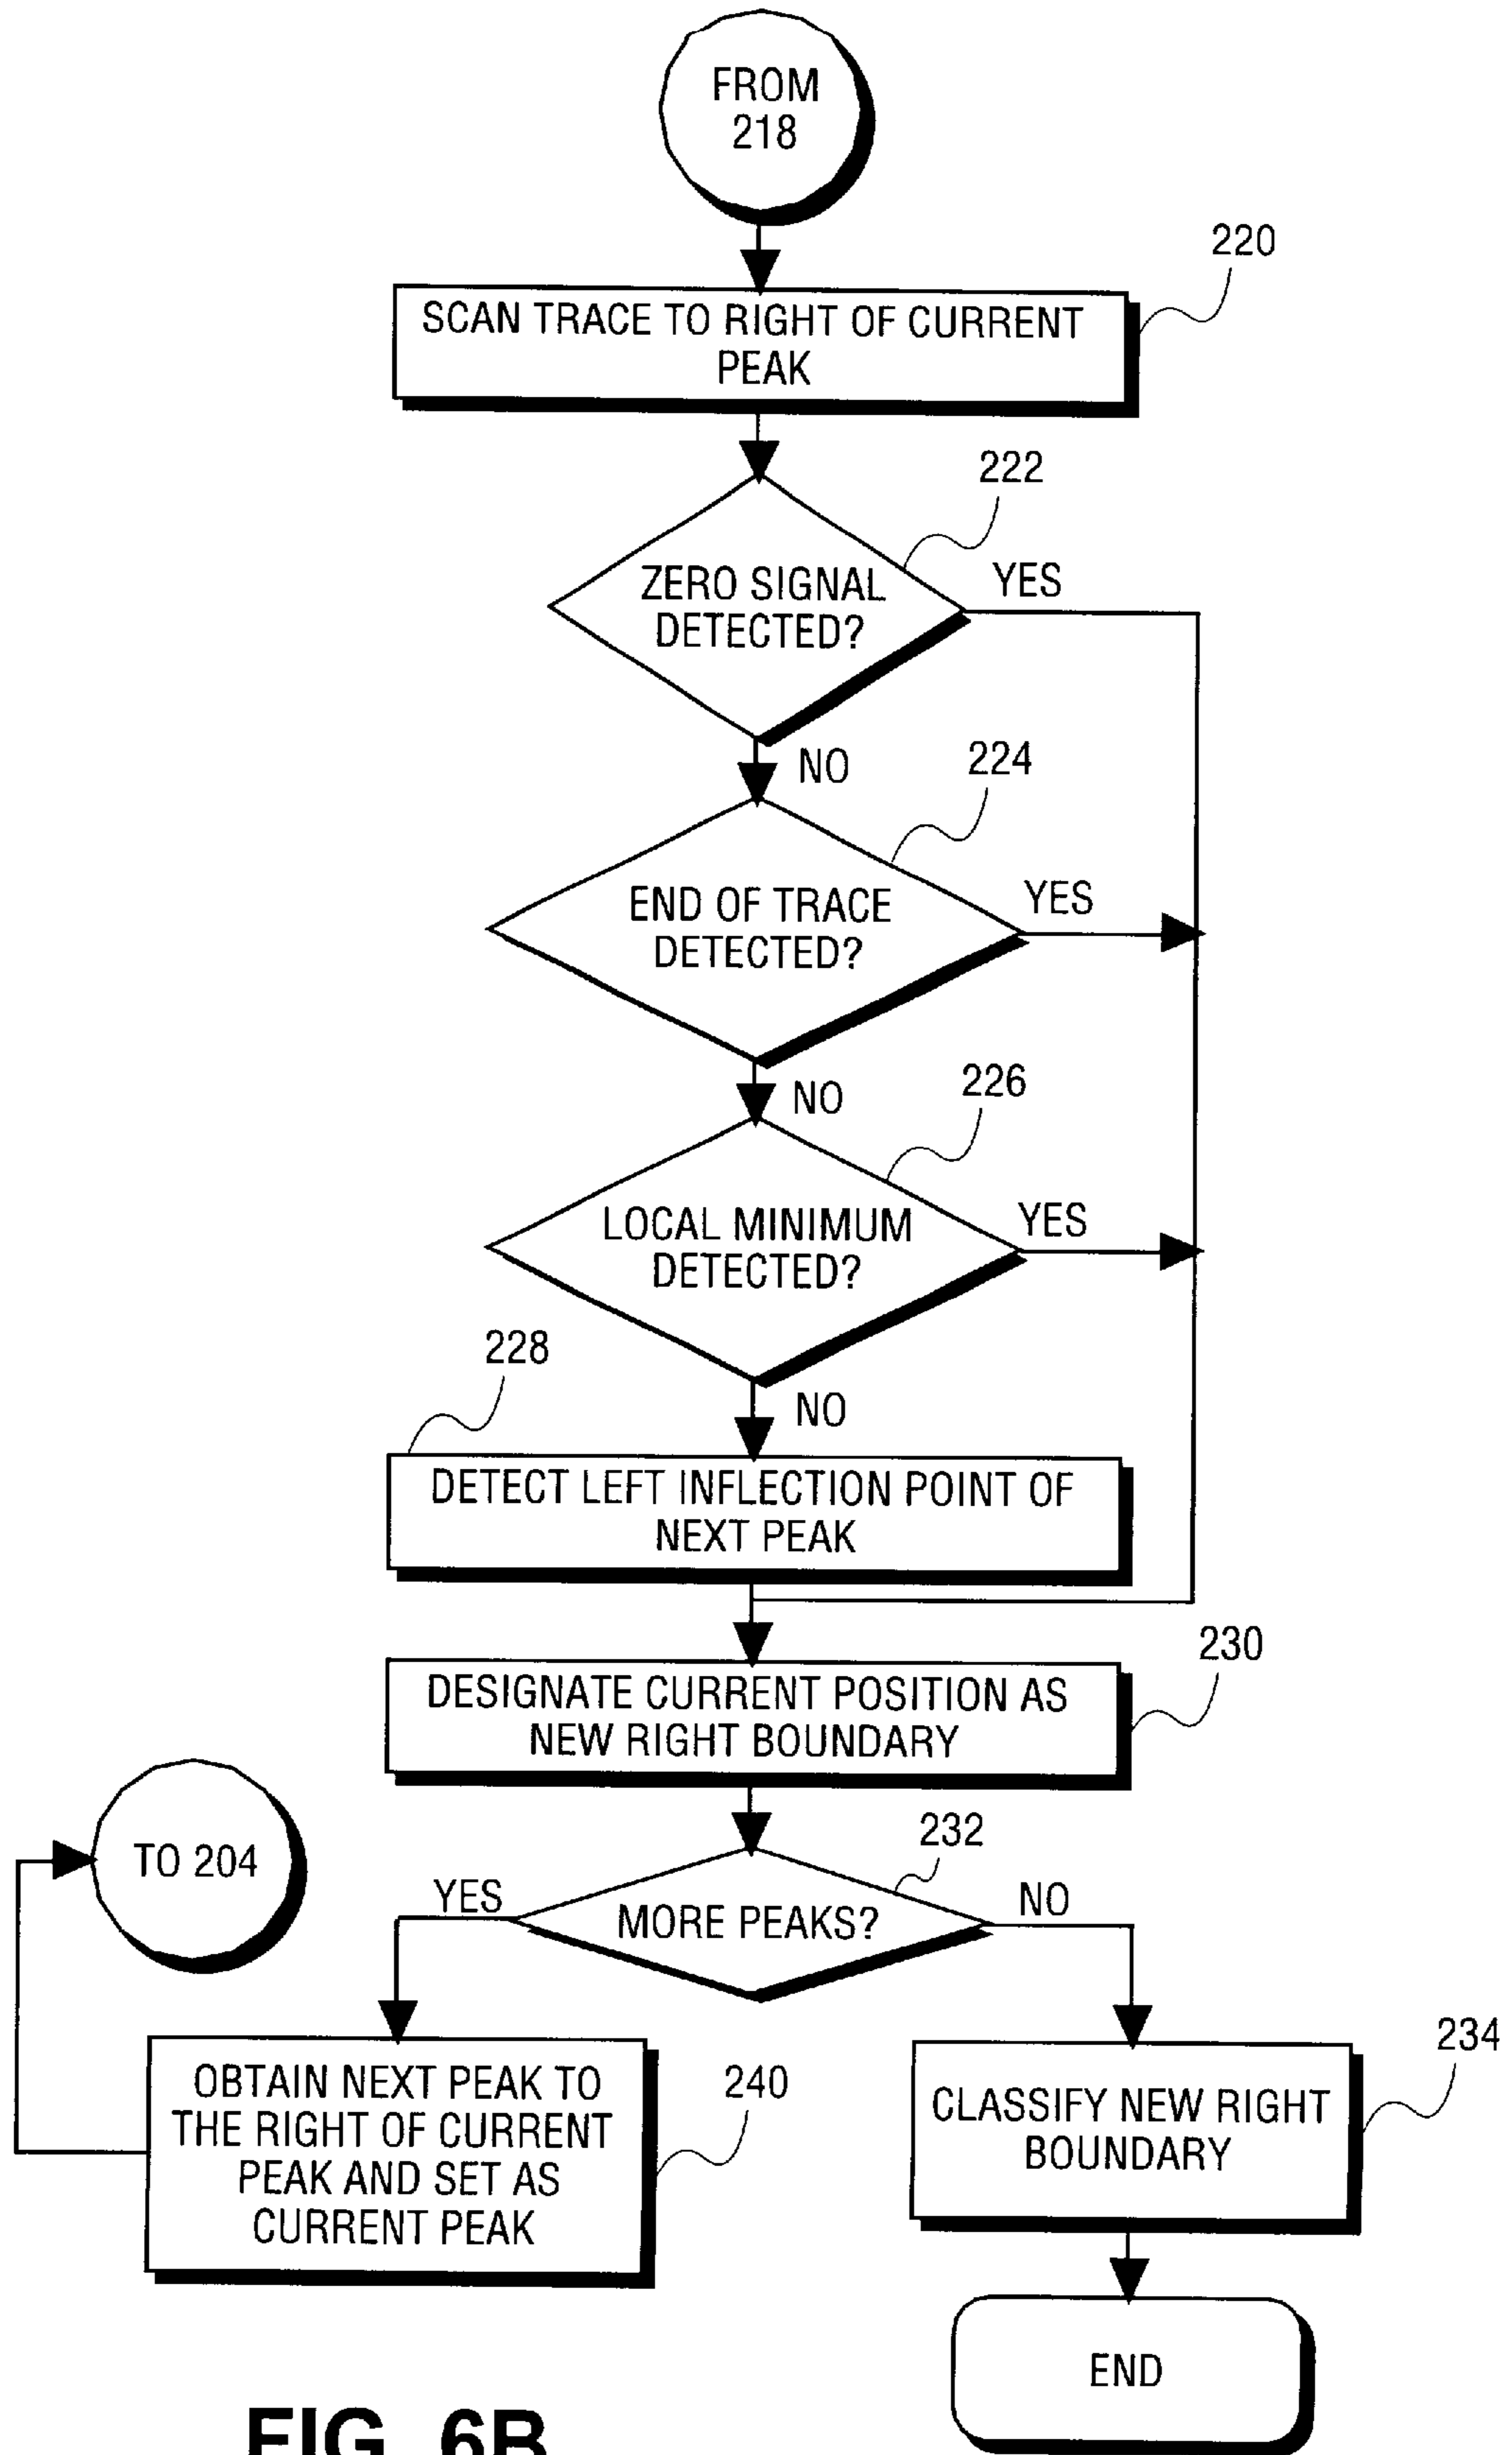 FROM
218
220
SCAN TRACE TO RIGHT OF CURRENT
PEAK
222
ZERO SIGNAL
DETECTED?
YES
NO
224
END OF TRACE
DETECTED?
YES
NO
226
LOCAL MINIMUM
DETECTED?
YES
NO
228
DETECT LEFT INFLECTION POINT OF
NEXT PEAK
230
DESIGNATE CURRENT POSITION AS
NEW RIGHT BOUNDARY
TO 204
232
YES
MORE PEAKS?
NO
240
OBTAIN NEXT PEAK TO
THE RIGHT OF CURRENT
PEAK AND SET AS
CURRENT PEAK
234
CLASSIFY NEW RIGHT
BOUNDARY
END
FIG. 6B